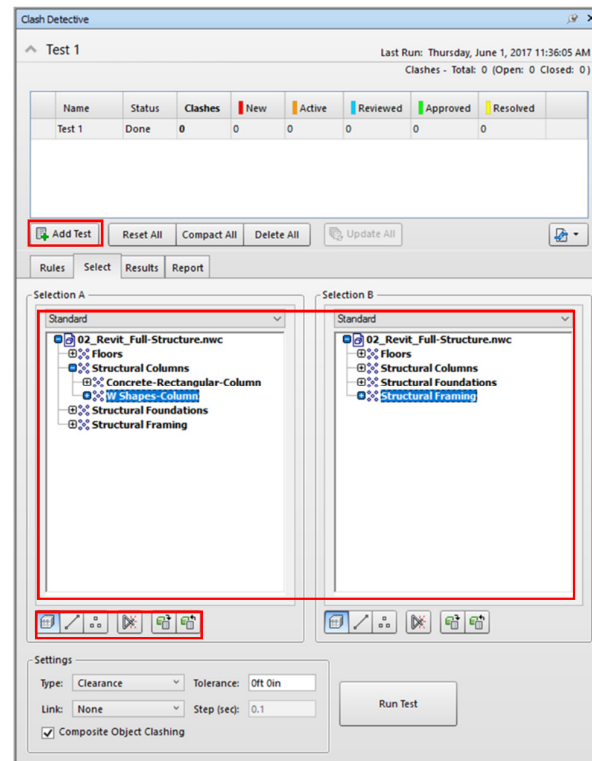 Clash Detective
Test 1
Last Run: Thursday, June 1, 2017 11:36:05 AM
Clashes - Total: 0 (Open: 0 Closed: 0)
Name Status Clashes New Active Reviewed Approved Resolved
Test 1 Done 0 0 0 0 0 0
Add Test Reset All Compact All Delete All Update All
Rules Select Results Report
Selection A
Standard
02_Revit_Full-Structure.nwc
Floors
Structural Columns
Concrete-Rectangular-Column
W Shapes-Column
Structural Foundations
Structural Framing
Selection B
Standard
02_Revit_Full-Structure.nwc
Floors
Structural Columns
Structural Foundations
Structural Framing
Settings
Type: Clearance Tolerance: 0ft 0in
Link: None Step (sec): 0.1
Composite Object Clashing
Run Test